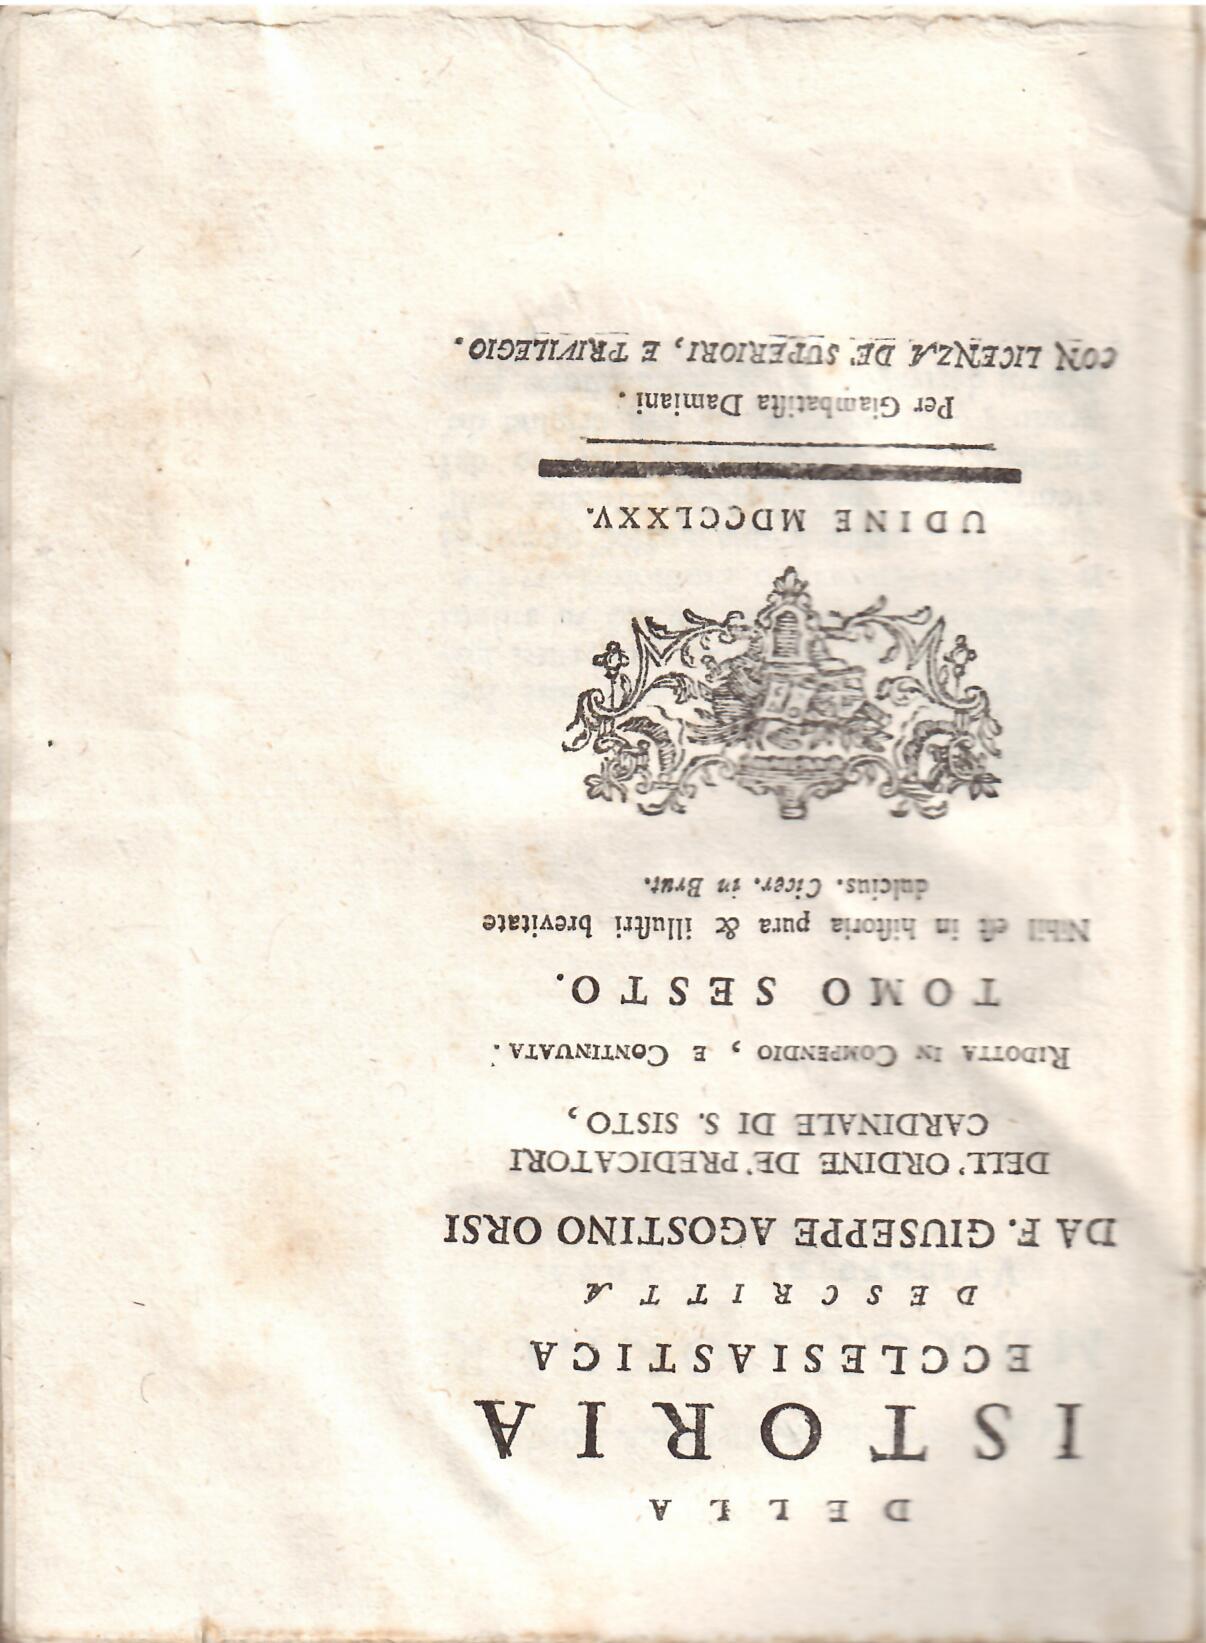 DELLA
ISTORIA
ECCLESIASTICA
DESCRITTA
DA F. GIUSEPPE AGOSTINO ORSI
DELL'ORDINE DE' PREDICATORI
CARDINALE DI S. SISTO,
RIDOTTA IN COMPENDIO, E CONTINUATA.
TOMO SESTO.
Nihil eſt in hiſtoria pura & illuſtri brevitate
dulcius. Cicer. in Brut.
UDINE MDCCLXXV.
Per Giambatiſta Damiani.
CON LICENZA DE' SUPERIORI, E PRIVILEGIO.